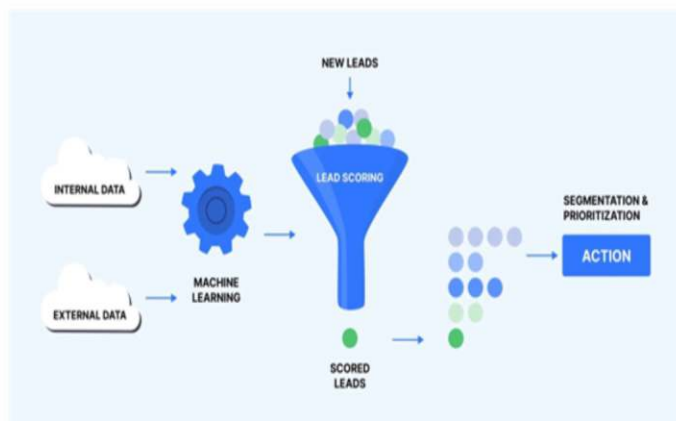 NEW LEADS
LEAD SCORING
INTERNAL DATA
SEGMENTATION &
PRIORITIZATION
ACTION
MACHINE
LEARNING
EXTERNAL DATA
SCORED
LEADS